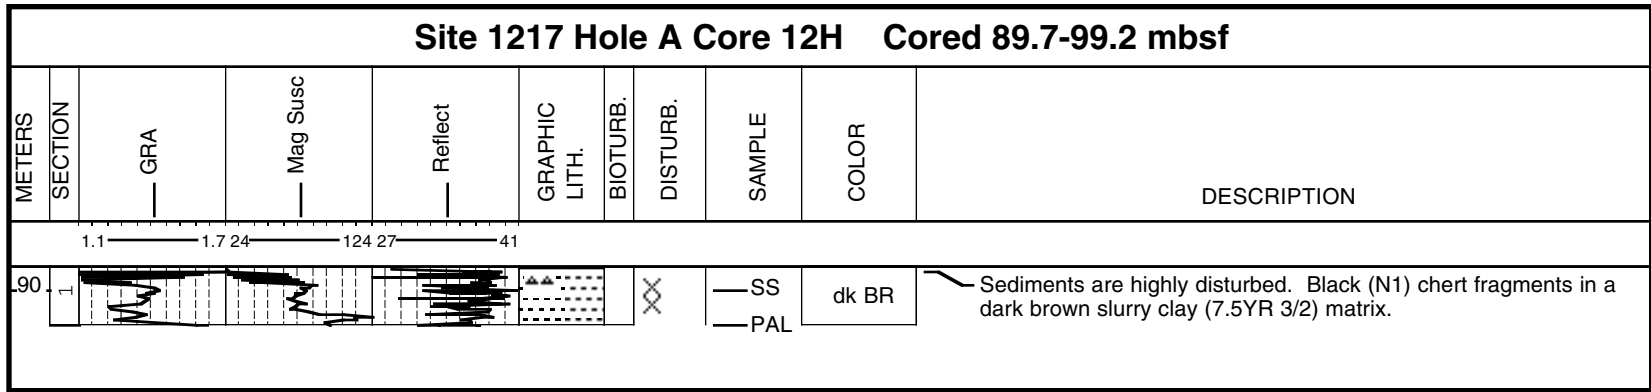 Site 1217 Hole A Core 12H Cored 89.7-99.2 mbsf
METERS
SECTION
GRA
Mag Susc
Reflect
GRAPHIC
LITH.
BIOTURB.
DISTURB.
SAMPLE
COLOR
DESCRIPTION
1.1 1.7 24 124 27 41
90
1
SS
PAL
dk BR
Sediments are highly disturbed. Black (N1) chert fragments in a
dark brown slurry clay (7.5YR 3/2) matrix.